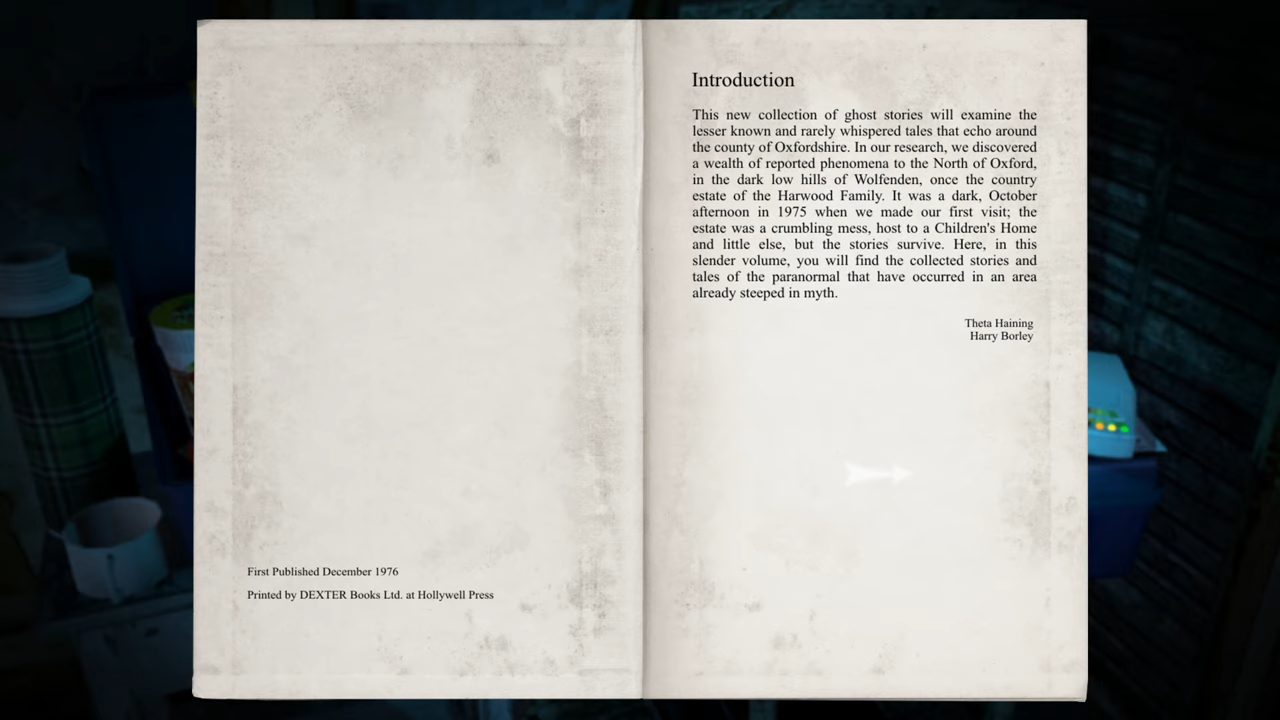 First Published December 1976
Printed by DEXTER Books Ltd. at Hollywell Press
Introduction
This new collection of ghost stories will examine the
lesser known and rarely whispered tales that echo around
the county of Oxfordshire. In our research, we discovered
a wealth of reported phenomena to the North of Oxford,
in the dark low hills of Wolfenden, once the country
estate of the Harwood Family. It was a dark, October
afternoon in 1975 when we made our first visit; the
estate was a crumbling mess, host to a Children's Home
and little else, but the stories survive. Here, in this
slender volume, you will find the collected stories and
tales of the paranormal that have occurred in an area
already steeped in myth.
Theta Haining
Harry Borley